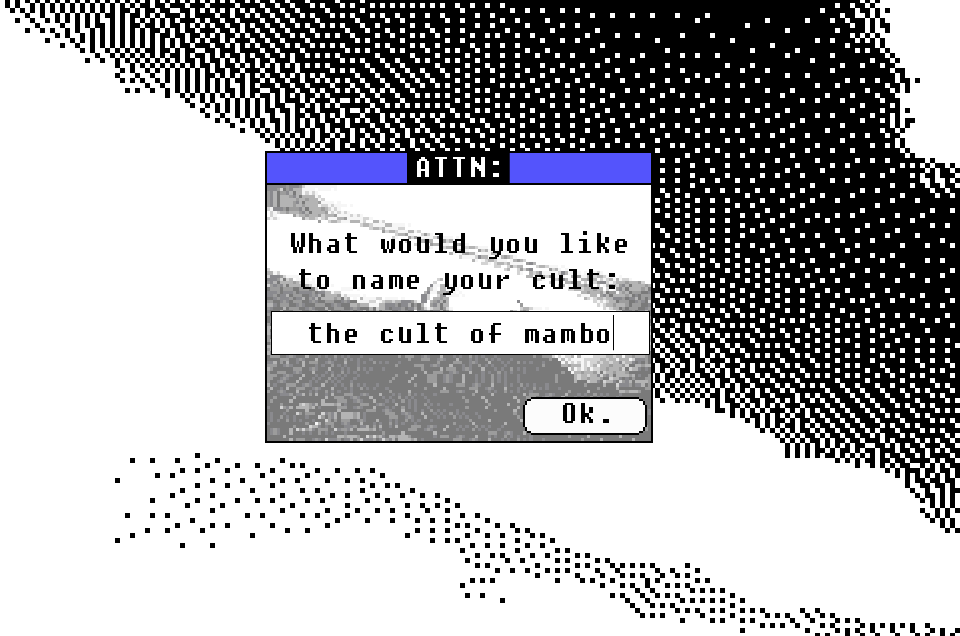 ATTN:
What would you like
to name your cult:
the cult of mambo
Ok.